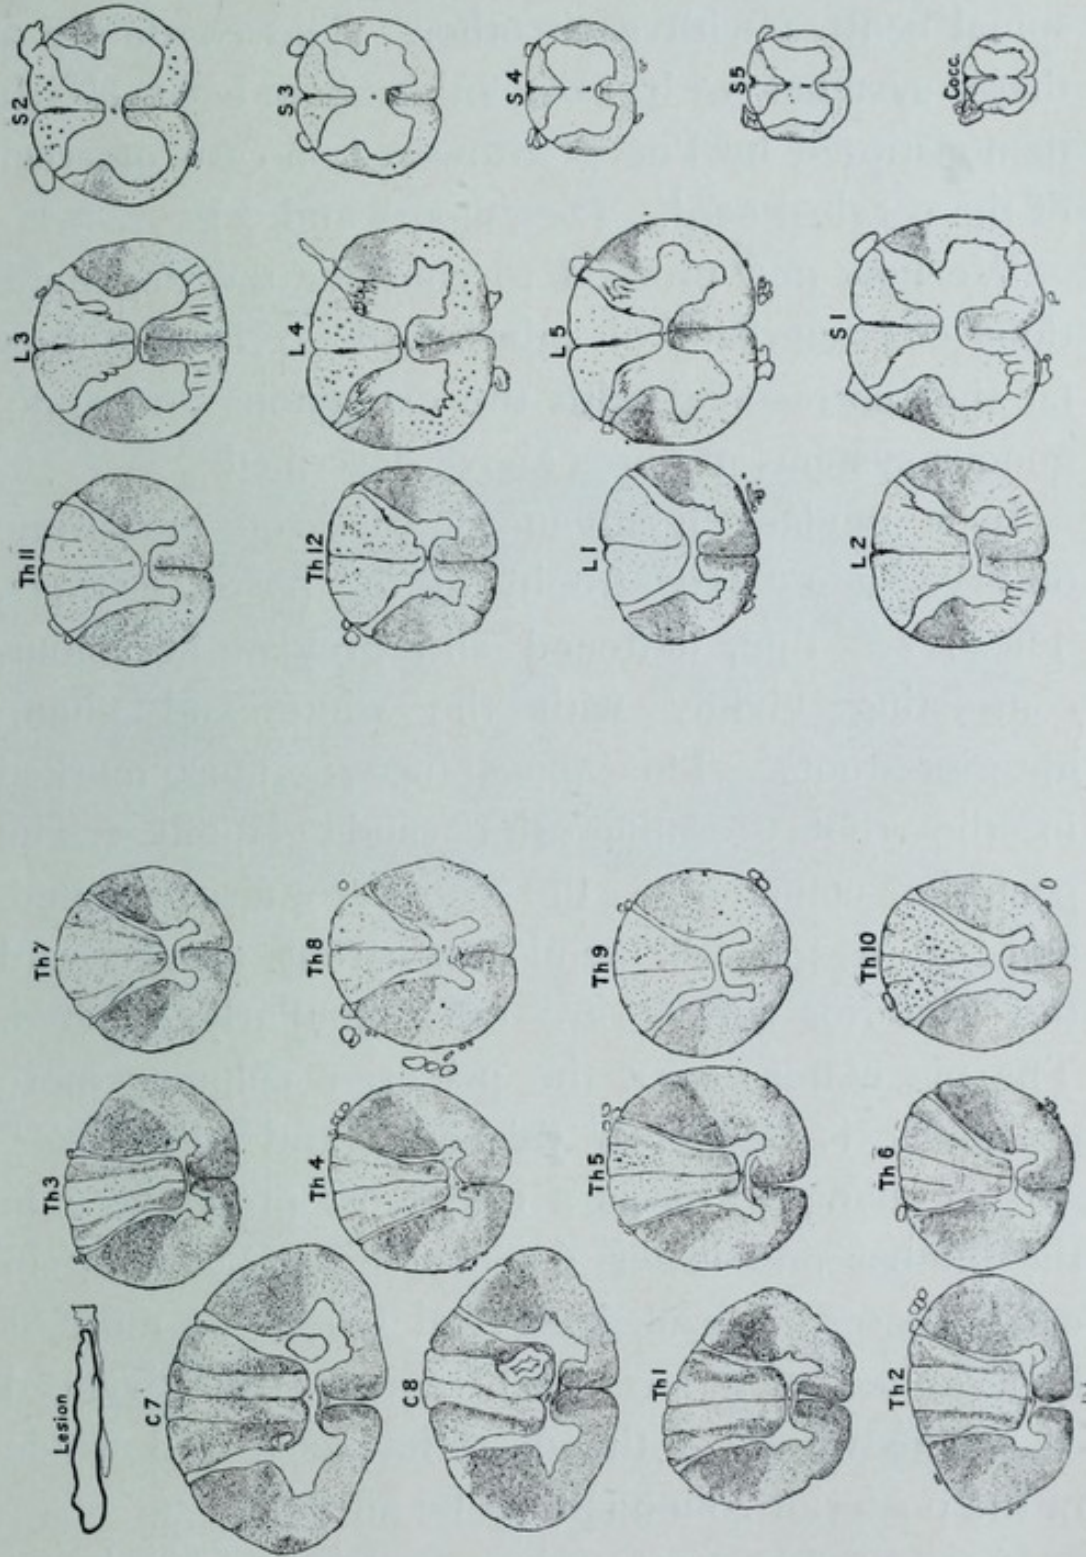 Lesion
C7
C8
Th1
Th2
Th3
Th4
Th5
Th6
Th7
Th8
Th9
Th10
Th11
Th12
L1
L2
L3
L4
L5
S1
S2
S3
S4
S5
Cocc.